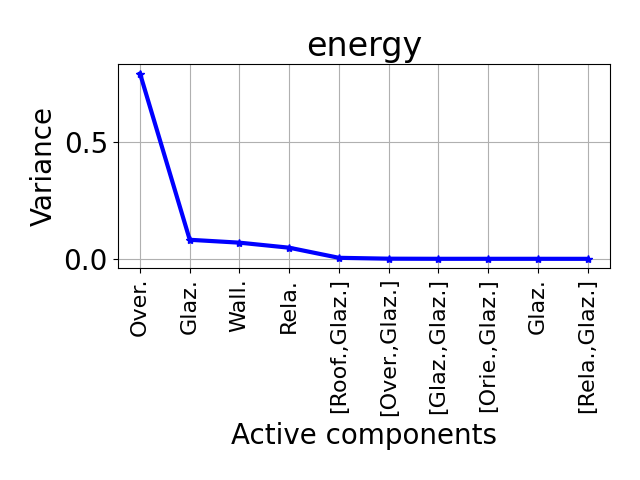 energy
Variance
0.5
0.0
Over.
Glaz.
Wall.
Rela.
[Roof.,Glaz.]
[Over.,Glaz.]
[Glaz.,Glaz.]
[Orie.,Glaz.]
Glaz.
[Rela.,Glaz.]
Active components